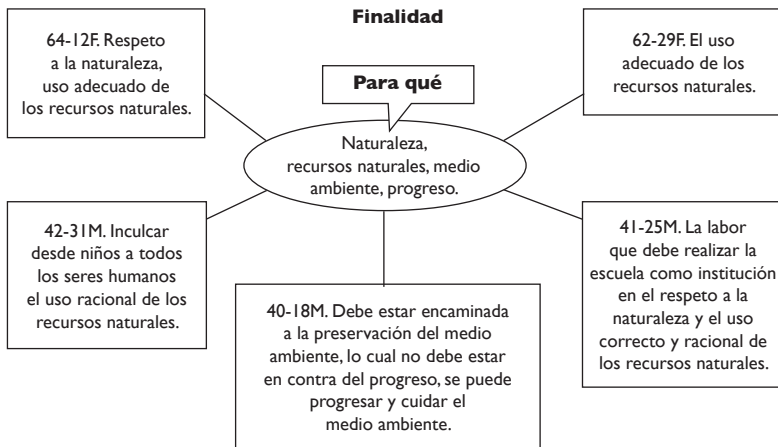 Finalidad
64-12F. Respeto
a la naturaleza,
uso adecuado de
los recursos naturales.
62-29F. El uso
adecuado de los
recursos naturales.
Para qué
Naturaleza,
recursos naturales, medio
ambiente, progreso.
42-31M. Inculcar
desde niños a todos
los seres humanos
el uso racional de los
recursos naturales.
40-18M. Debe estar encaminada
a la preservación del medio
ambiente, lo cual no debe estar
en contra del progreso, se puede
progresar y cuidar el
medio ambiente.
41-25M. La labor
que debe realizar la
escuela como institución
en el respeto a la
naturaleza y el uso
correcto y racional de
los recursos naturales.